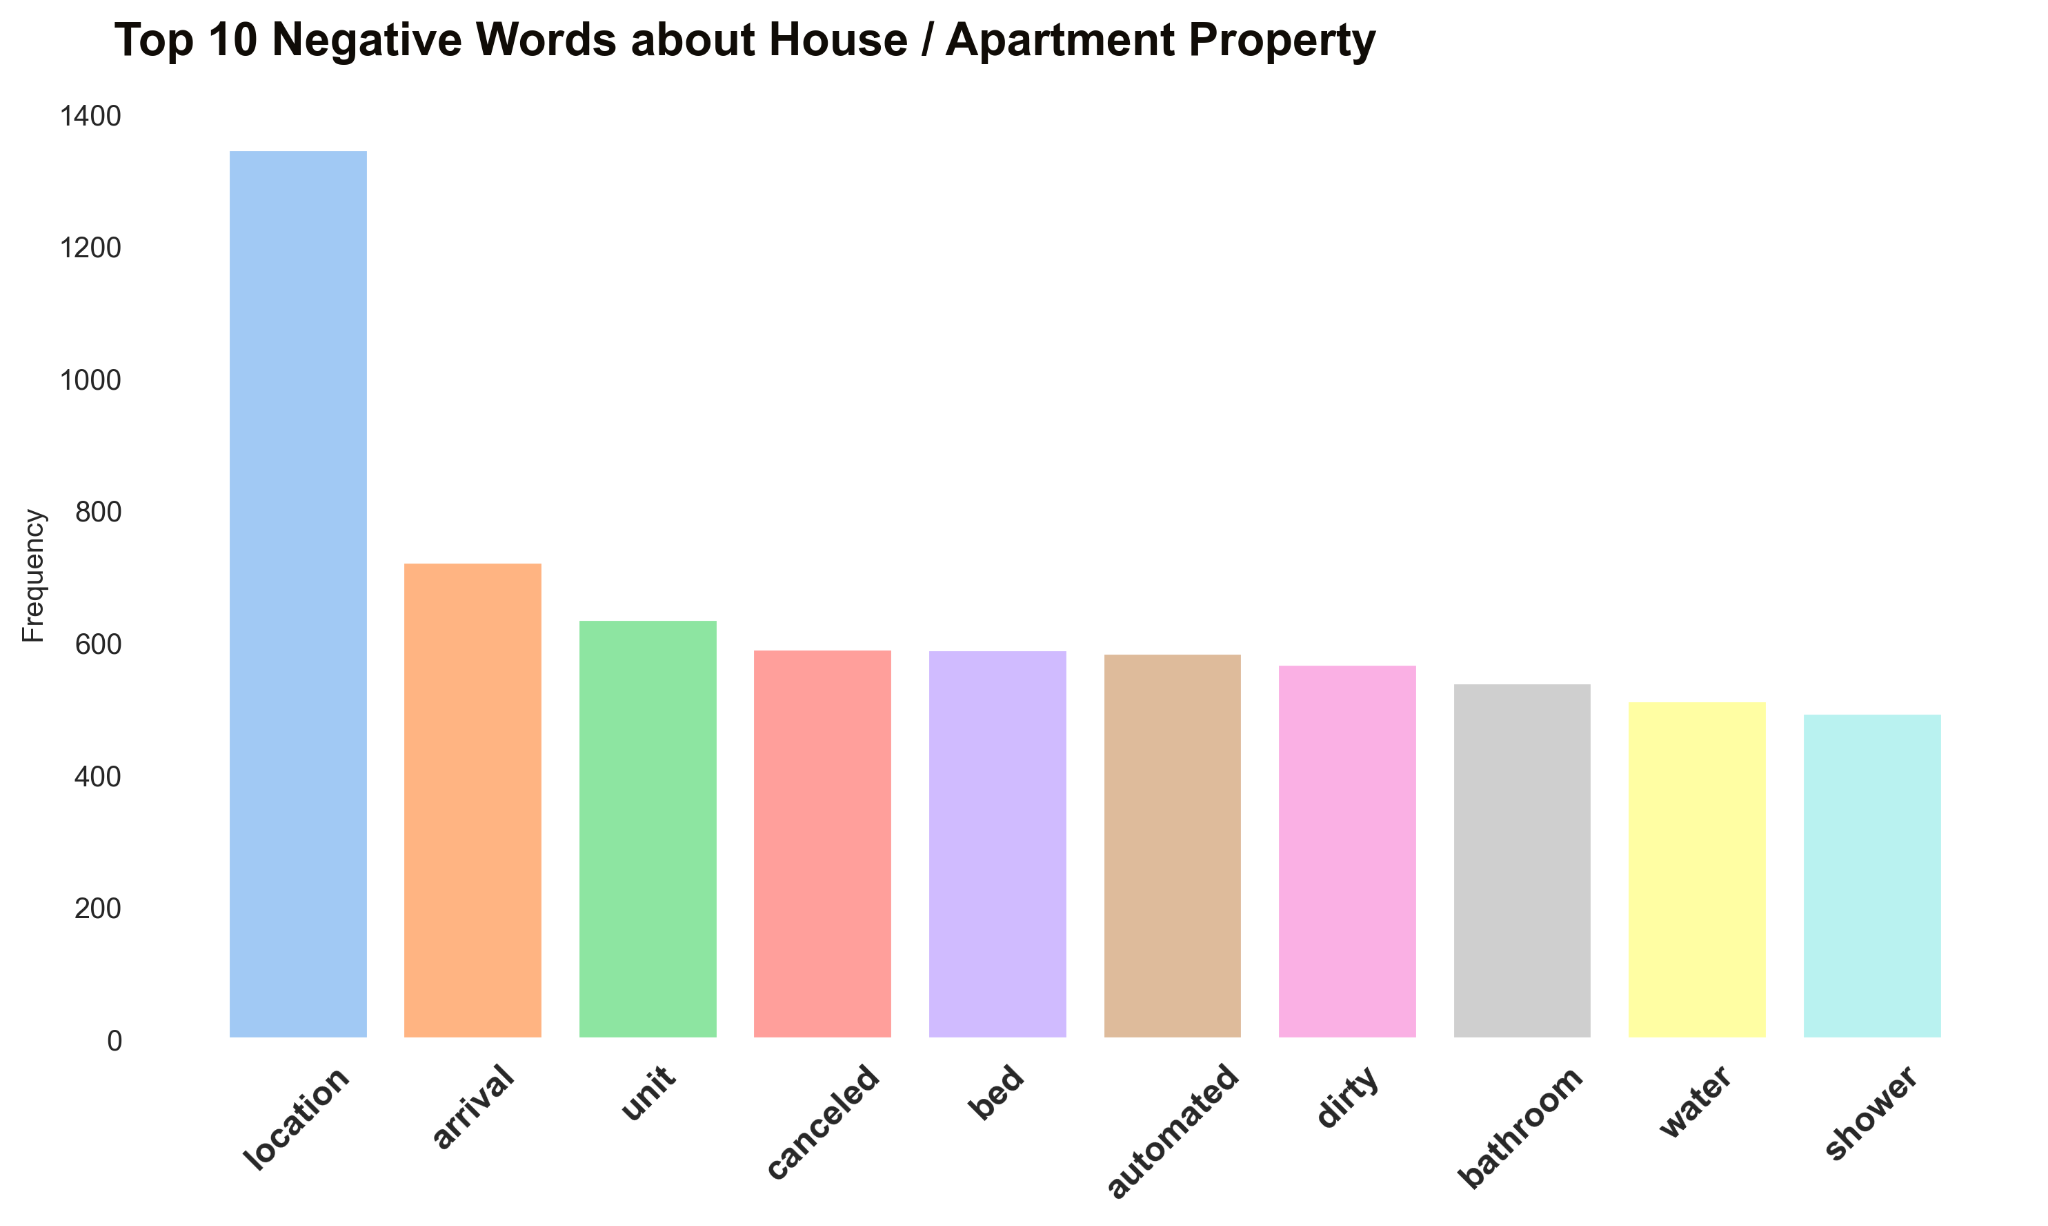 Top 10 Negative Words about House / Apartment Property
1400
1200
1000
800
600
400
200
0
Frequency
location
arrival
unit
canceled
bed
automated
dirty
bathroom
water
shower